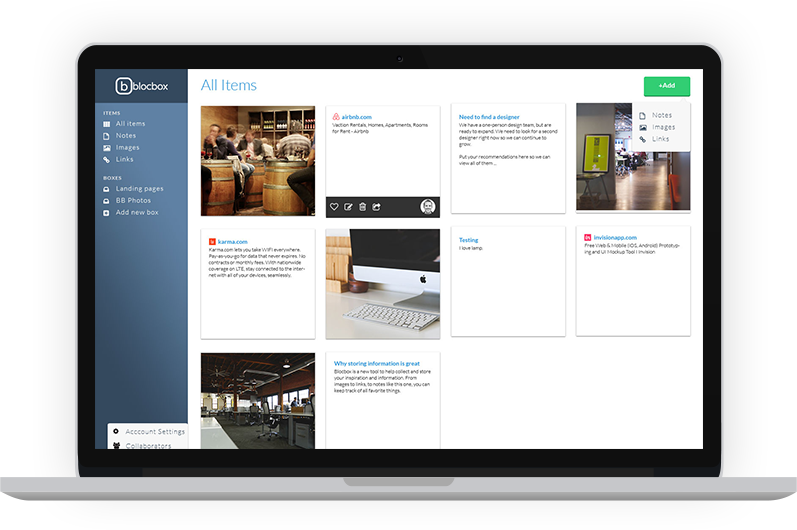 b blocbox
ITEMS
All items
Notes
Images
Links
BOXES
Landing pages
BB Photos
Add new box
Account Settings
Collaborators
All Items
+Add
Notes
Images
Links
airbnb.com
Vaction Rentals, Homes, Apartments, Rooms
for Rent - Airbnb
Need to find a designer
We have a one-person design team, but are
ready to expand. We need to look for a second
designer right now so we can continue to
grow.
Put your recommendations here so we can
view all of them ...
karma.com
Karma.com lets you take WIFI everywhere.
Pay-as-you-go for data that never expires. No
contracts or monthly fees. With nationwide
coverage on LTE, stay connected to the inter-
net with all of your devices, seamlessly.
Testing
I love lamp.
in invisionapp.com
Free Web & Mobile (iOS, Android) Prototyp-
ing and UI Mockup Tool | Invision
Why storing information is great
Blocbox is a new tool to help collect and store
your inspiration and information. From
images to links, to notes like this one, you can
keep track of all favorite things.